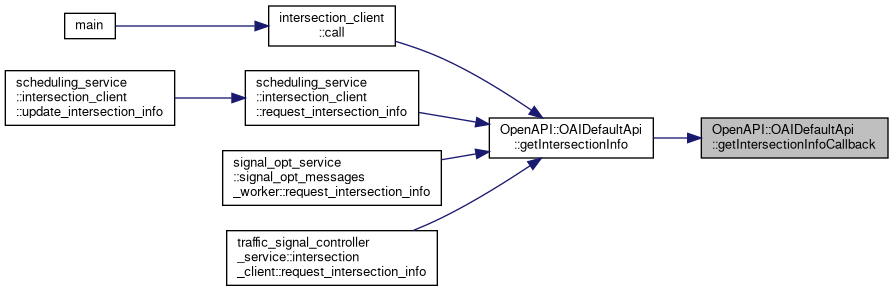 main
intersection_client
::call
scheduling_service
::intersection_client
::update_intersection_info
scheduling_service
::intersection_client
::request_intersection_info
OpenAPI::OAIDefaultApi
::getIntersectionInfo
OpenAPI::OAIDefaultApi
::getIntersectionInfoCallback
signal_opt_service
::signal_opt_messages
_worker::request_intersection_info
traffic_signal_controller
_service::intersection
_client::request_intersection_info